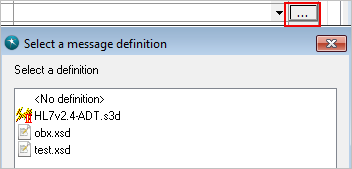 ...
Select a message definition
Select a definition
<No definition>
HL7v2.4-ADT.s3d
obx.xsd
test.xsd